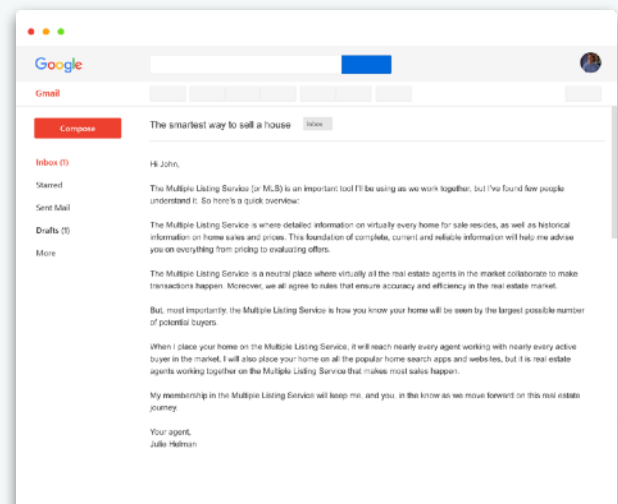 Google
Gmail
Compose
The smartest way to sell a house
Inbox
Inbox (1)
Starred
Sent Mail
Drafts (1)
More
Hi John,
The Multiple Listing Service (or MLS) is an important tool I'll be using as we work together, but I've found few people
understand it. So here's a quick overview:
The Multiple Listing Service is where detailed information on virtually every home for sale resides, as well as historical
information on home sales and prices. This foundation of complete, current and reliable information will help me advise
you on everything from pricing to evaluating offers.
The Multiple Listing Service is a neutral place where virtually all the real estate agents in the market collaborate to make
transactions happen. Moreover, we all agree to rules that ensure accuracy and efficiency in the real estate market.
But, most importantly, the Multiple Listing Service is how you know your home will be seen by the largest possible number
of potential buyers.
When I place your home on the Multiple Listing Service, it will reach nearly every agent working with nearly every active
buyer in the market. I will also place your home on all the popular home search apps and websites, but it is real estate
agents working together on the Multiple Listing Service that makes most sales happen.
My membership in the Multiple Listing Service will keep me, and you, in the know as we move forward on this real estate
journey.
Your agent,
Julie Helman